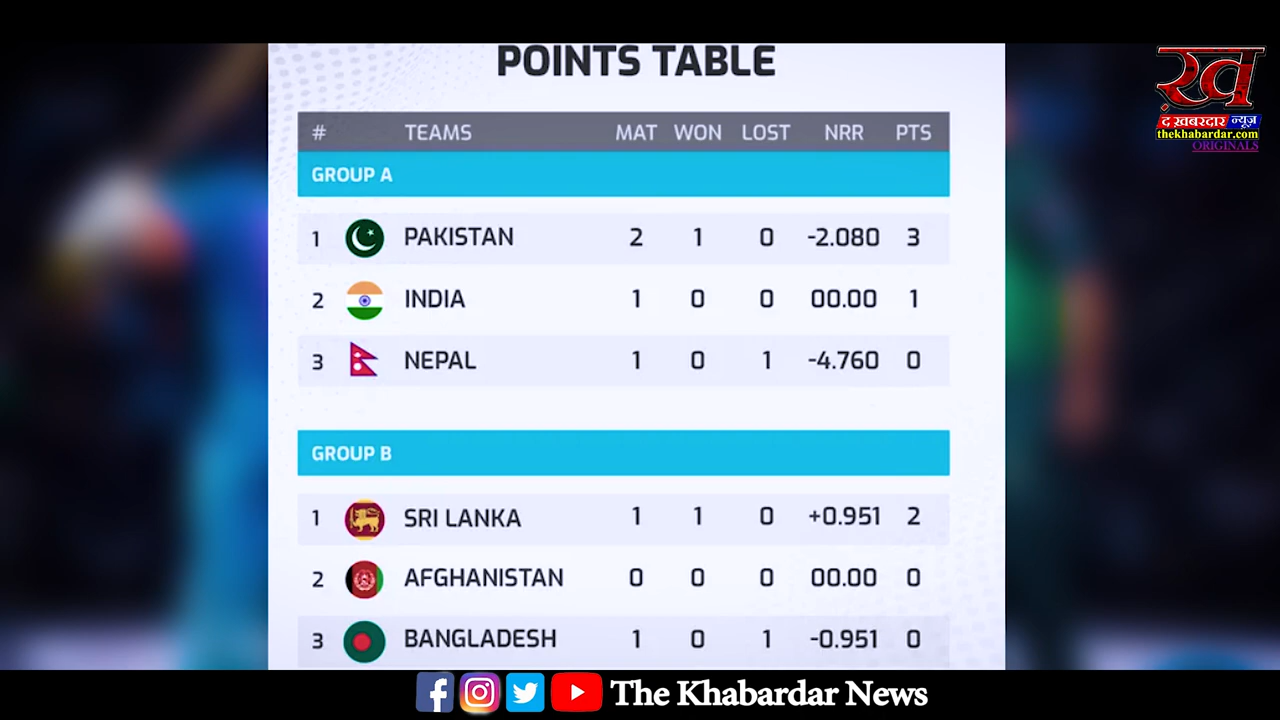 POINTS TABLE
# TEAMS MAT WON LOST NRR PTS
GROUP A
1 PAKISTAN 2 1 0 -2.080 3
2 INDIA 1 0 0 00.00 1
3 NEPAL 1 0 1 -4.760 0
GROUP B
1 SRI LANKA 1 1 0 +0.951 2
2 AFGHANISTAN 0 0 0 00.00 0
3 BANGLADESH 1 0 1 -0.951 0
ख़
द ख़बरदार न्यूज़
thekhabardar.com
ORIGINALS
The Khabardar News